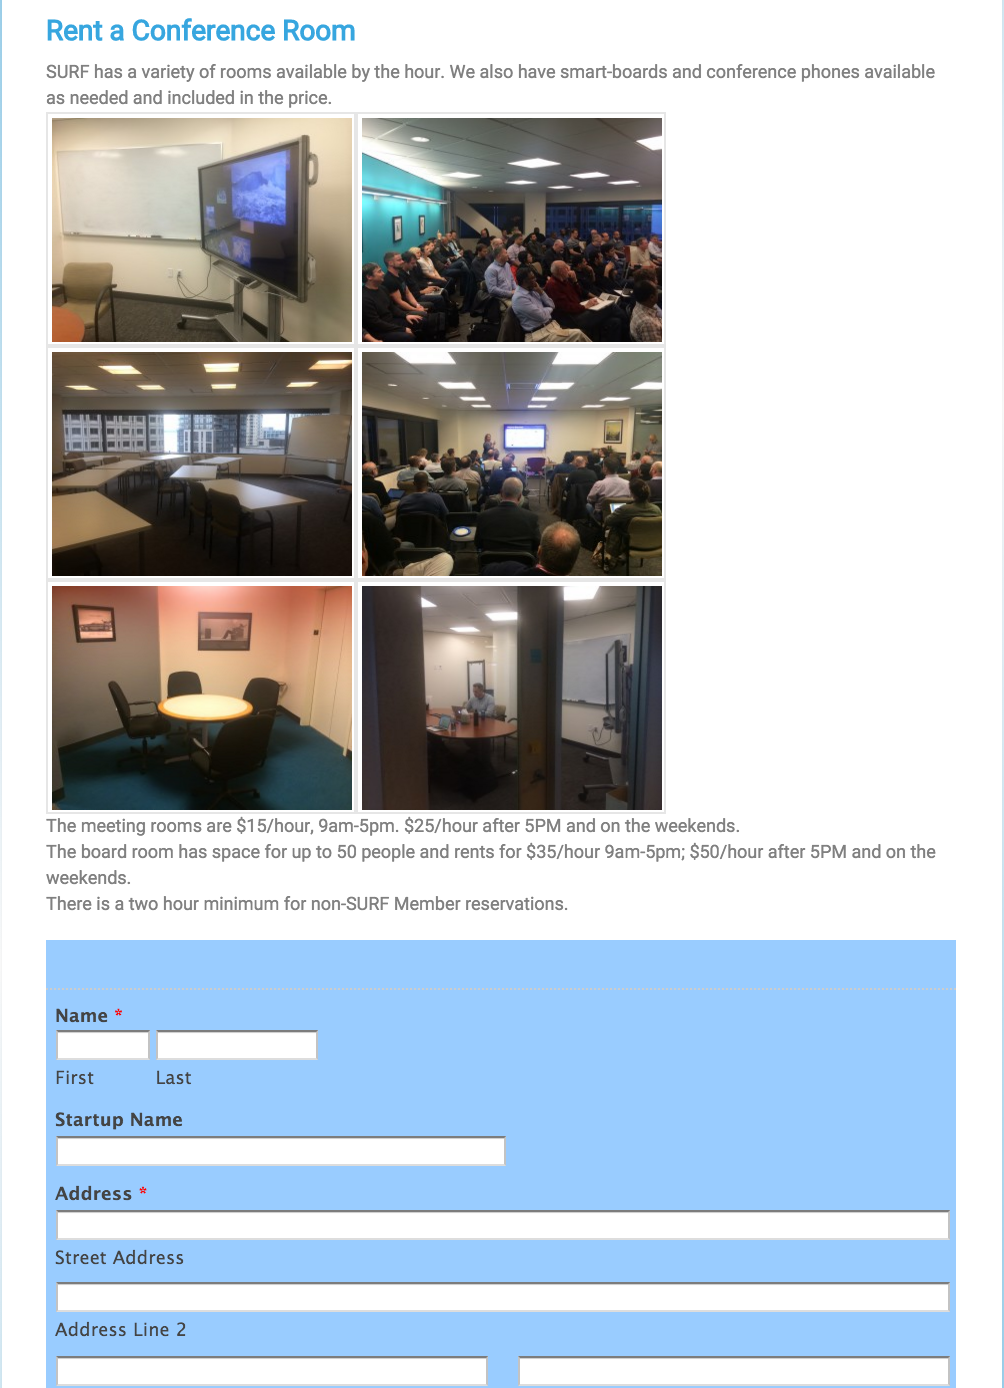 Rent a Conference Room
SURF has a variety of rooms available by the hour. We also have smart-boards and conference phones available
as needed and included in the price.
The meeting rooms are $15/hour, 9am-5pm. $25/hour after 5PM and on the weekends.
The board room has space for up to 50 people and rents for $35/hour 9am-5pm; $50/hour after 5PM and on the
weekends.
There is a two hour minimum for non-SURF Member reservations.
Name *
First Last
Startup Name
Address *
Street Address
Address Line 2